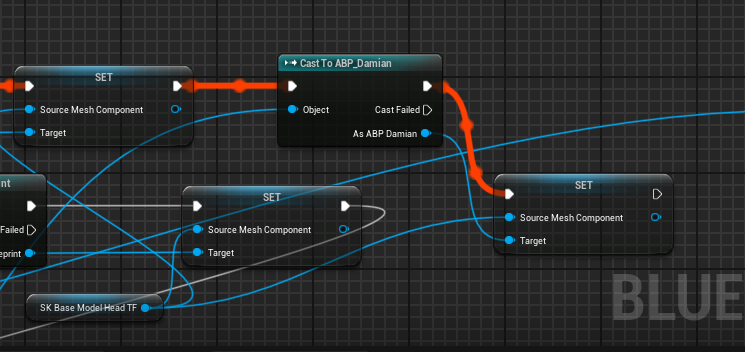 SET
Source Mesh Component
Target
Cast To ABP_Damian
Object
Cast Failed
As ABP Damian
nt
Failed
eprint
SET
Source Mesh Component
Target
SET
Source Mesh Component
Target
SK Base Model Head TF
BLUE